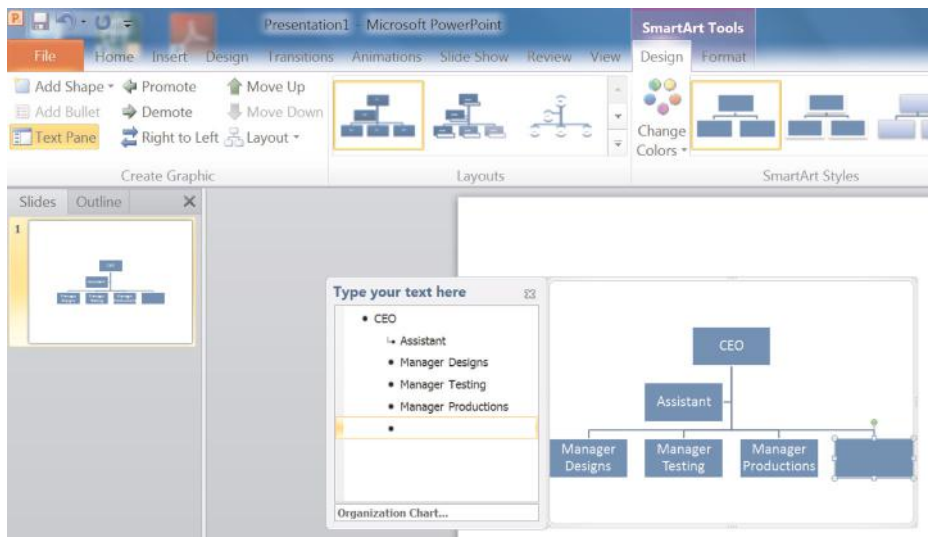 Presentation1 - Microsoft PowerPoint
SmartArt Tools
File Home Insert Design Transitions Animations Slide Show Review View Design Format
Add Shape Promote Move Up
Add Bullet Demote Move Down
Text Pane Right to Left Layout
Change
Colors
Create Graphic Layouts SmartArt Styles
Slides Outline
1
Type your text here
CEO
Assistant
Manager Designs
Manager Testing
Manager Productions
Organization Chart...
CEO
Assistant
Manager
Designs
Manager
Testing
Manager
Productions